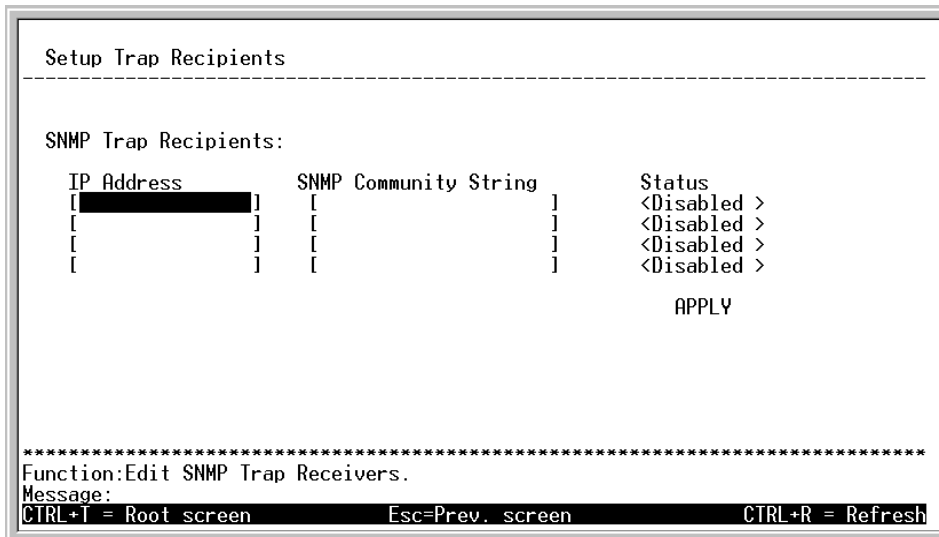 Setup Trap Recipients
--------------------------------------------------------------------------------
SNMP Trap Recipients:
IP Address SNMP Community String Status
[ ] [ ] <Disabled >
[ ] [ ] <Disabled >
[ ] [ ] <Disabled >
[ ] [ ] <Disabled >
APPLY
********************************************************************************
Function:Edit SNMP Trap Receivers.
Message:
CTRL+T = Root screen Esc=Prev. screen CTRL+R = Refresh